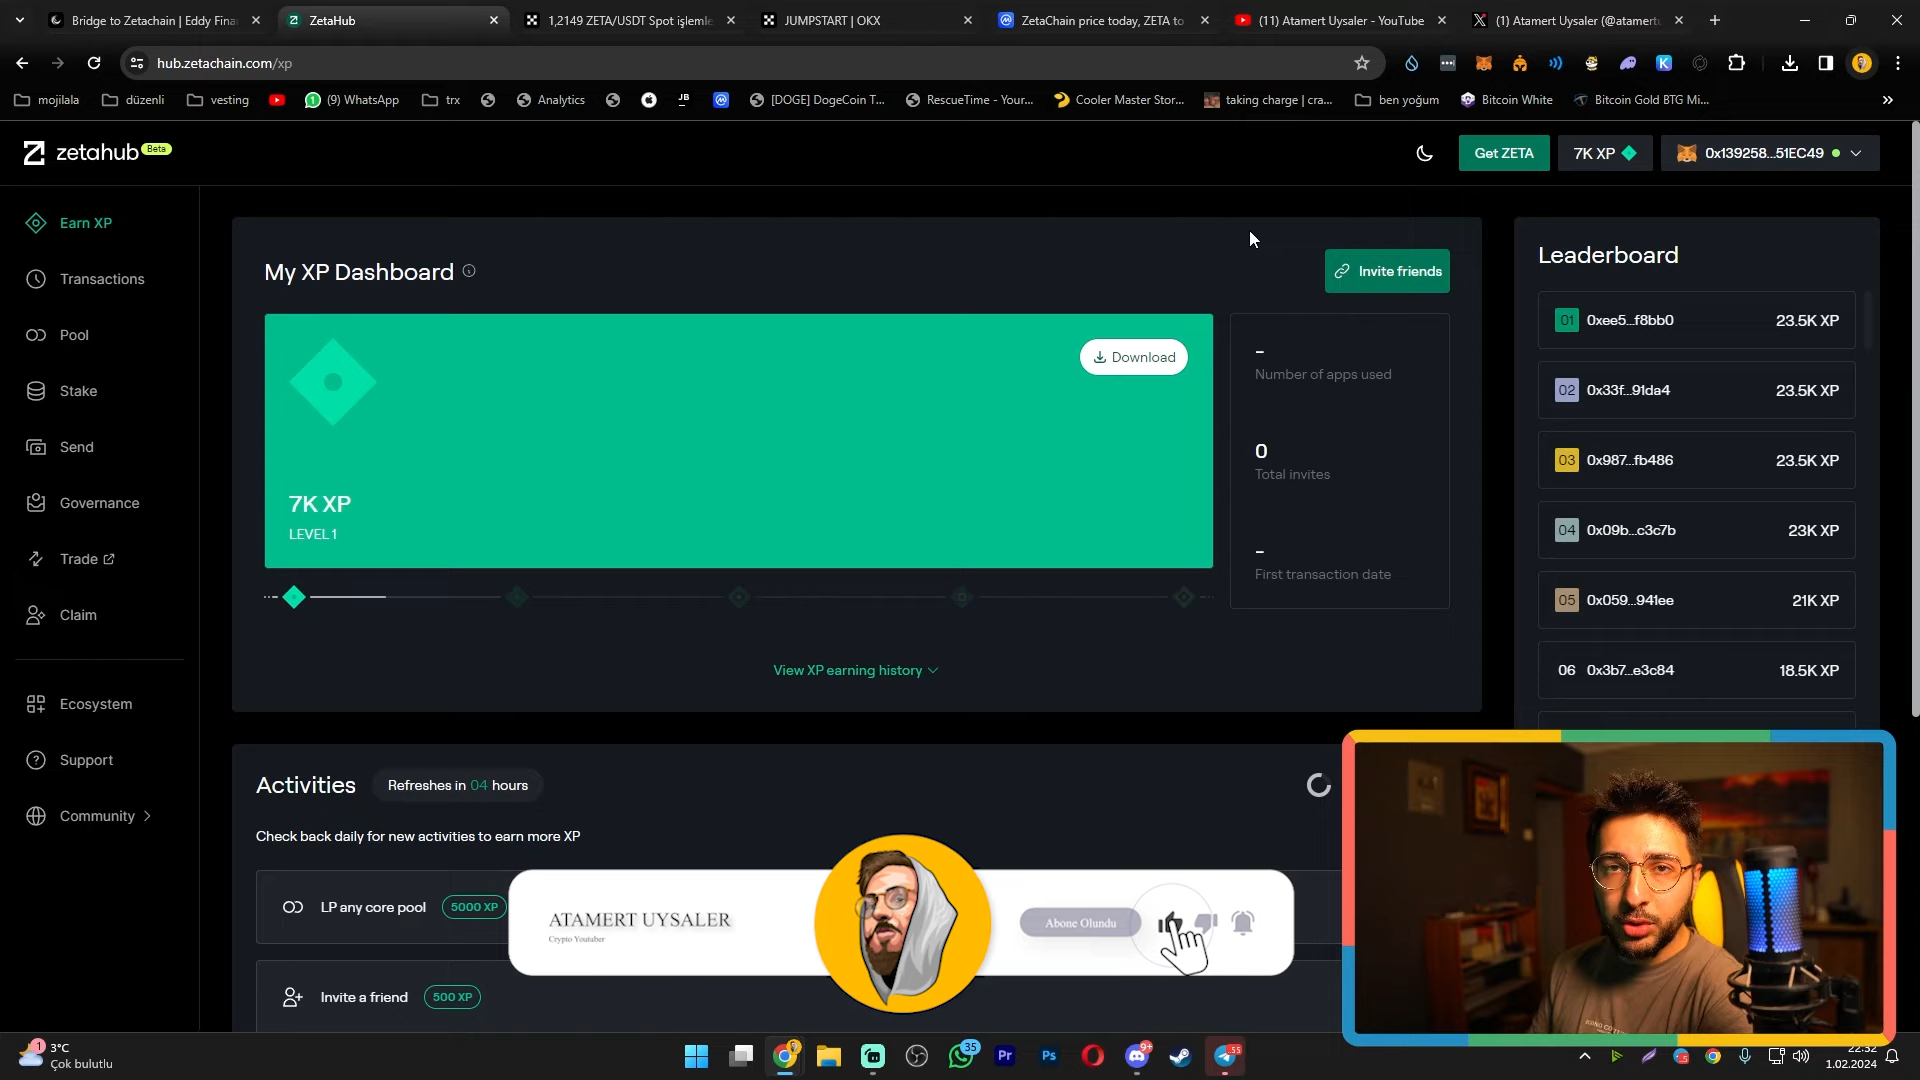 Bridge to Zetachain | Eddy Fina
ZetaHub
1,2149 ZETA/USDT Spot işlemle
JUMPSTART | OKX
ZetaChain price today, ZETA to
(11) Atamert Uysaler - YouTube
(1) Atamert Uysaler (@atamertu
hub.zetachain.com/xp
mojilala
düzenli
vesting
(9) WhatsApp
trx
Analytics
JB
[DOGE] DogeCoin T...
RescueTime - Your...
Cooler Master Stor...
taking charge | cra...
ben yoğum
Bitcoin White
Bitcoin Gold BTG Mi...
zetahub Beta
Get ZETA
7K XP
0x139258...51EC49
Earn XP
Transactions
Pool
Stake
Send
Governance
Trade
Claim
Ecosystem
Support
Community
My XP Dashboard
Invite friends
Download
7K XP
LEVEL 1
-
Number of apps used
0
Total invites
-
First transaction date
View XP earning history
Leaderboard
01 0xee5...f8bb0 23.5K XP
02 0x33f...91da4 23.5K XP
03 0x987...fb486 23.5K XP
04 0x09b...c3c7b 23K XP
05 0x059...941ee 21K XP
06 0x3b7...e3c84 18.5K XP
Activities
Refreshes in 04 hours
Check back daily for new activities to earn more XP
LP any core pool 5000 XP
Invite a friend 500 XP
ATAMERT UYSALER
Crypto Youtuber
Abone Olundu
1
3°C
Çok bulutlu
35
Pr
Ps
9+
55
22:32
1.02.2024